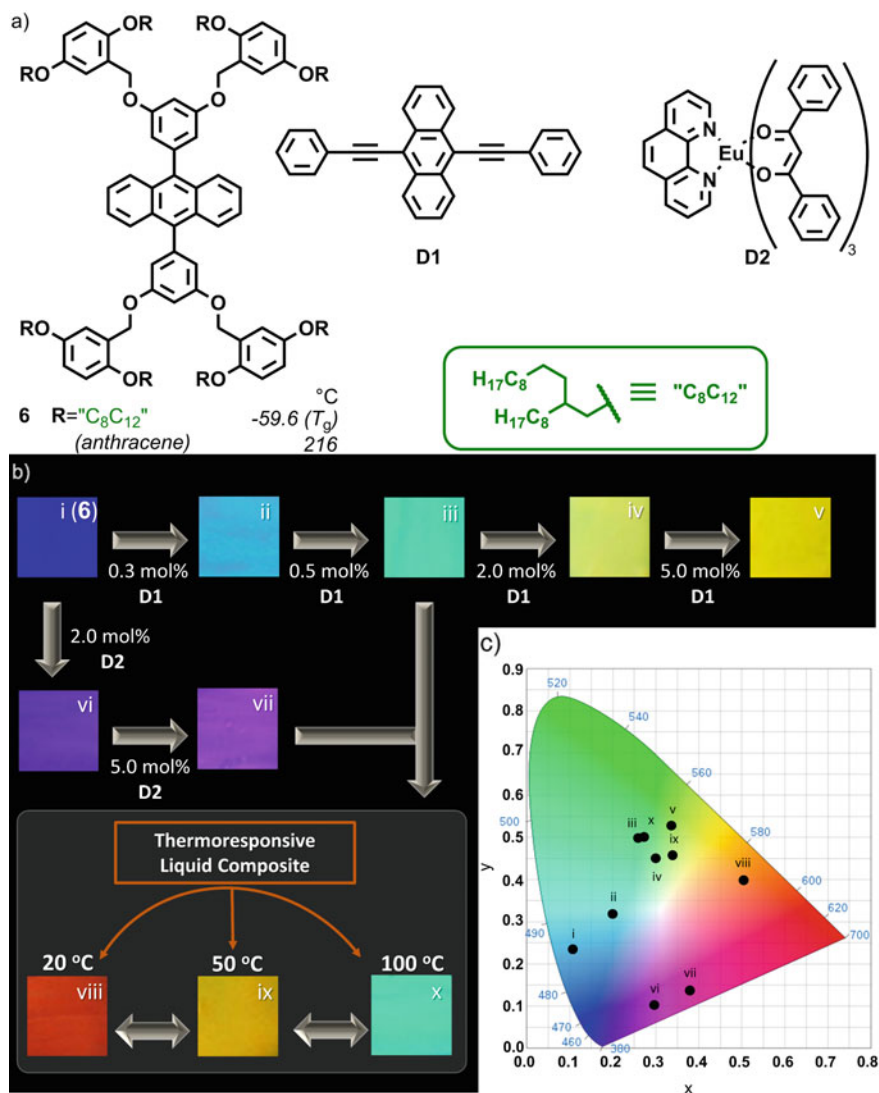 a)
OR
OR
OR
OR
O
O
O
O
OR
OR
OR
OR
6 R="C8C12"
(anthracene)
°C
-59.6 (Tg)
216
D1
N
N
Eu
O
O
3
D2
H17C8
H17C8
≡ "C8C12"
b)
i (6)
ii
iii
iv
v
0.3 mol%
D1
0.5 mol%
D1
2.0 mol%
D1
5.0 mol%
D1
2.0 mol%
D2
vi
vii
5.0 mol%
D2
Thermoresponsive
Liquid Composite
20 °C
50 °C
100 °C
viii
ix
x
c)
0.9
0.8
0.7
0.6
0.5
0.4
0.3
0.2
0.1
0.0
y
0.0 0.1 0.2 0.3 0.4 0.5 0.6 0.7 0.8
x
520
540
560
580
600
620
700
500
490
480
470
460
380
iii
x
v
ix
iv
viii
ii
i
vi
vii